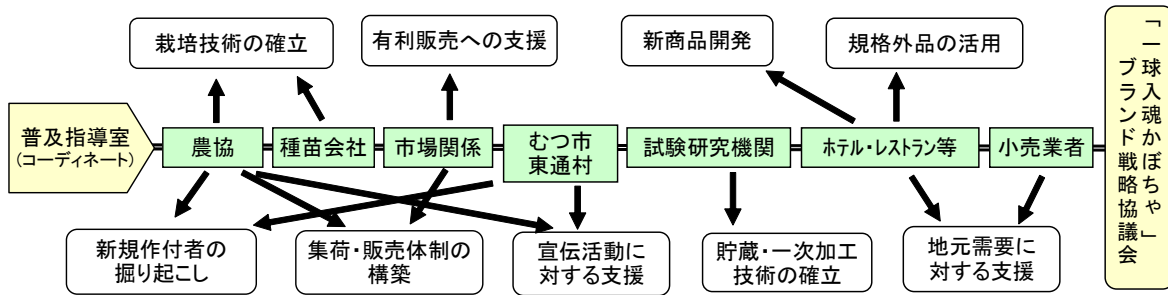 栽培技術の確立
有利販売への支援
新商品開発
規格外品の活用
普及指導室
(コーディネート)
農協
種苗会社
市場関係
むつ市
東通村
試験研究機関
ホテル・レストラン等
小売業者
「一球入魂かぼちゃ」
ブランド戦略協議会
新規作付者の
掘り起こし
集荷・販売体制の
構築
宣伝活動に
対する支援
貯蔵・一次加工
技術の確立
地元需要に
対する支援